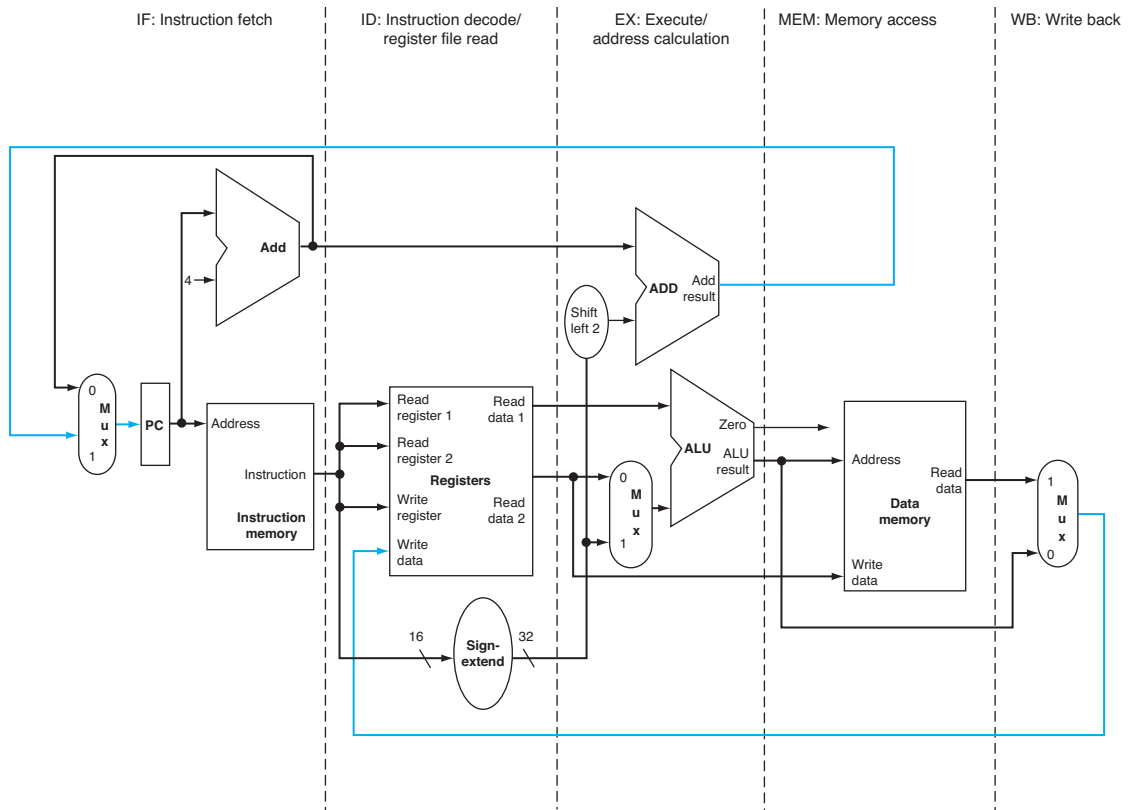 IF: Instruction fetch
ID: Instruction decode/
register file read
EX: Execute/
address calculation
MEM: Memory access
WB: Write back
Add
4
ADD
Add
result
Shift
left 2
0
M
u
x
1
PC
Address
Instruction
Instruction
memory
Read
register 1
Read
register 2
Write
register
Write
data
Registers
Read
data 1
Read
data 2
0
M
u
x
1
Zero
ALU
ALU
result
Address
Read
data
Data
memory
Write
data
1
M
u
x
0
16
Sign-
extend
32